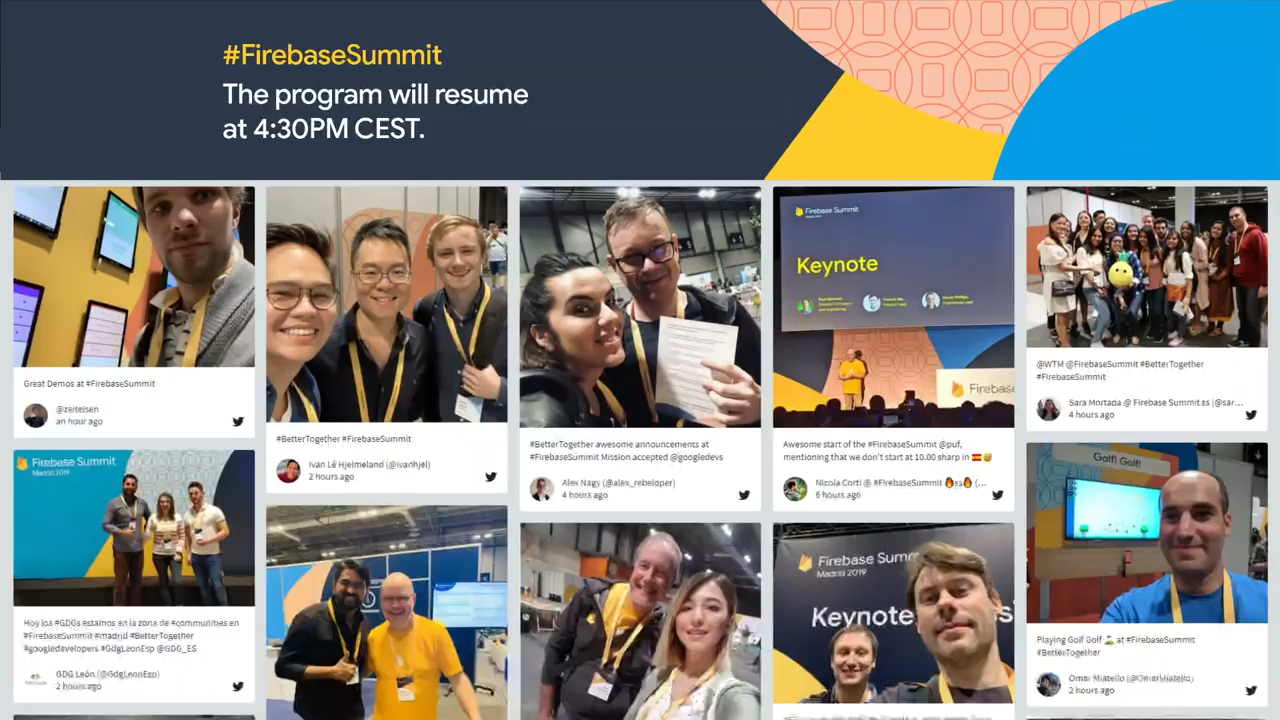 #FirebaseSummit
The program will resume
at 4:30PM CEST.
Great Demos at #FirebaseSummit
@zeiteisen
an hour ago
Firebase Summit
Madrid 2019
Hoy los #GDGs estamos en la zona de #communities en
#FirebaseSummit #madrid #BetterTogether
#googledevelopers #GdgLeonEsp @GDG_ES
GDG León (@GdgLeonEsp)
2 hours ago
#BetterTogether #FirebaseSummit
Ivan Lê Hjelmeland (@ivanhjel)
2 hours ago
#BetterTogether awesome announcements at
#FirebaseSummit Mission accepted @googledevs
Alex Nagy (@alex_rebeloper)
4 hours ago
Firebase Summit
Keynote
Firebase
Awesome start of the #FirebaseSummit @puf,
mentioning that we don't start at 10.00 sharp in 🇪🇸😅
Nicola Corti @ #FirebaseSummit 🔥es🔥 (...
6 hours ago
Firebase Summ
Madrid 2019
Keynote
@WTM @FirebaseSummit #BetterTogether
#FirebaseSummit
Sara Mortada @ Firebase Summit.es (@sar...
4 hours ago
Golf! Golf!
Playing Golf Golf ⛳ at #FirebaseSummit
#BetterTogether
Omar Miatello (@OmarMiatello)
2 hours ago